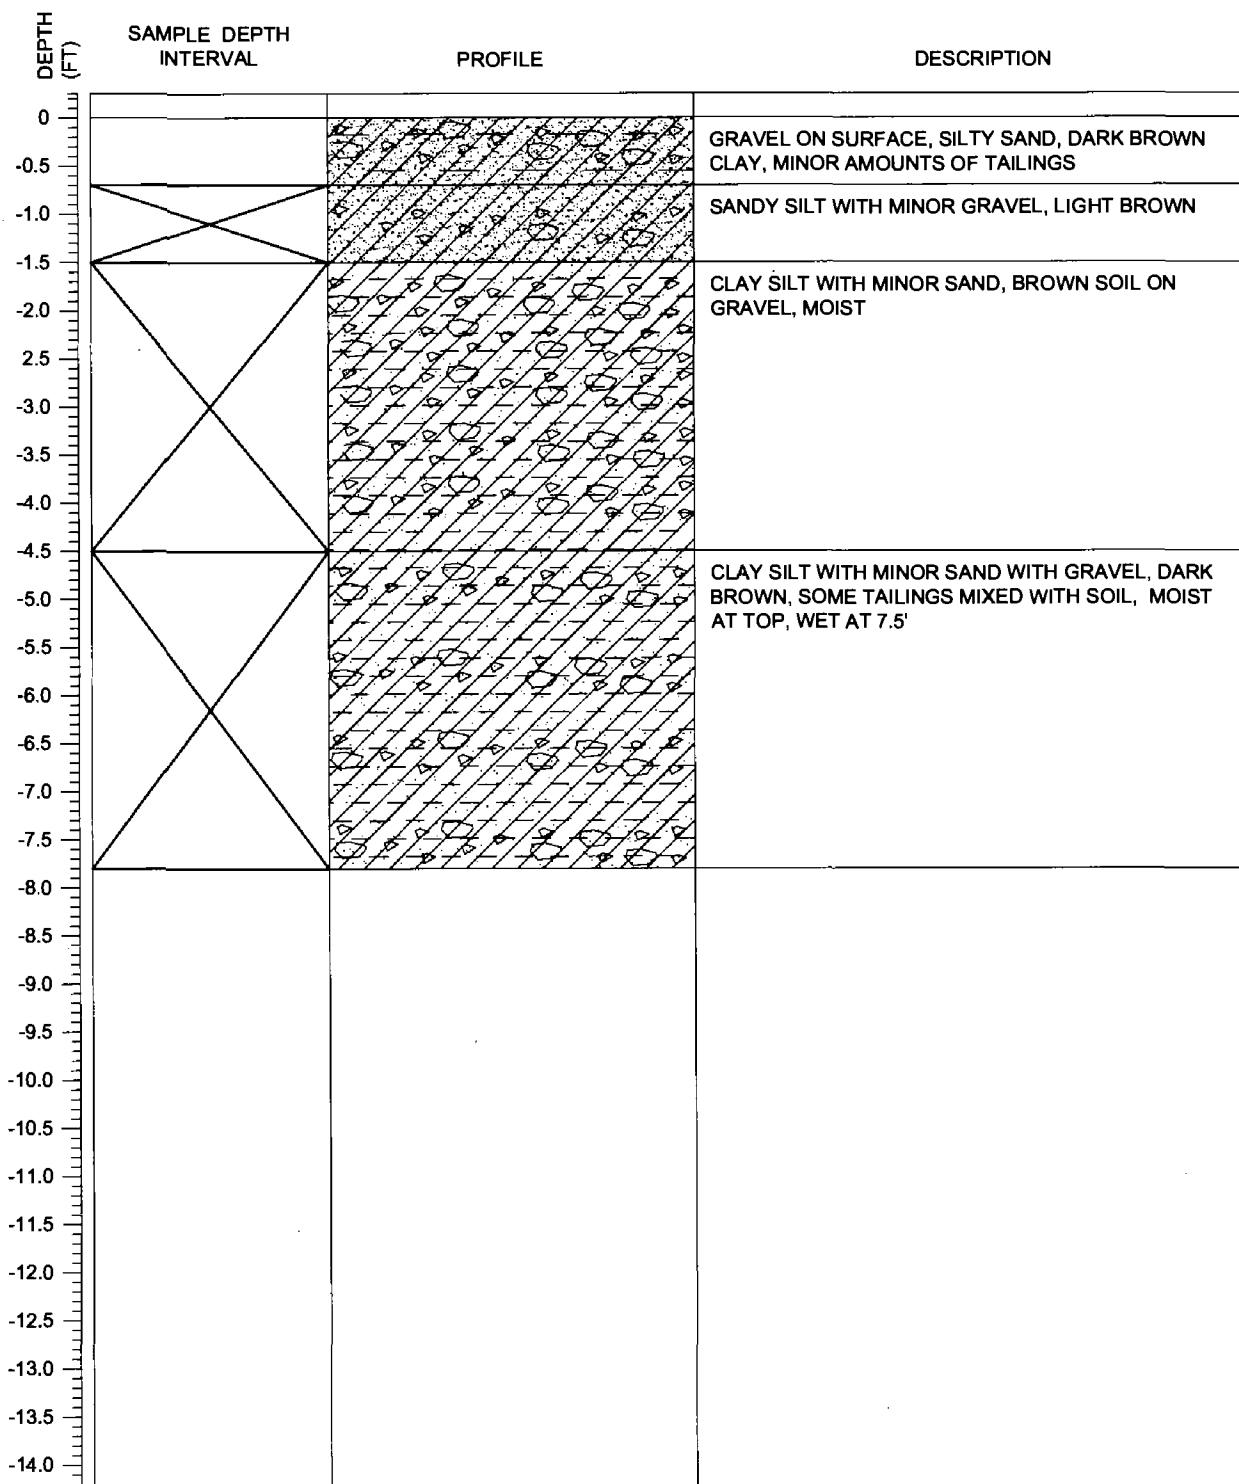 DEPTH
(FT)
SAMPLE DEPTH
INTERVAL
PROFILE
DESCRIPTION
0
-0.5
-1.0
-1.5
-2.0
-2.5
-3.0
-3.5
-4.0
-4.5
-5.0
-5.5
-6.0
-6.5
-7.0
-7.5
-8.0
-8.5
-9.0
-9.5
-10.0
-10.5
-11.0
-11.5
-12.0
-12.5
-13.0
-13.5
-14.0
GRAVEL ON SURFACE, SILTY SAND, DARK BROWN
CLAY, MINOR AMOUNTS OF TAILINGS
SANDY SILT WITH MINOR GRAVEL, LIGHT BROWN
CLAY SILT WITH MINOR SAND, BROWN SOIL ON
GRAVEL, MOIST
CLAY SILT WITH MINOR SAND WITH GRAVEL, DARK
BROWN, SOME TAILINGS MIXED WITH SOIL, MOIST
AT TOP, WET AT 7.5'